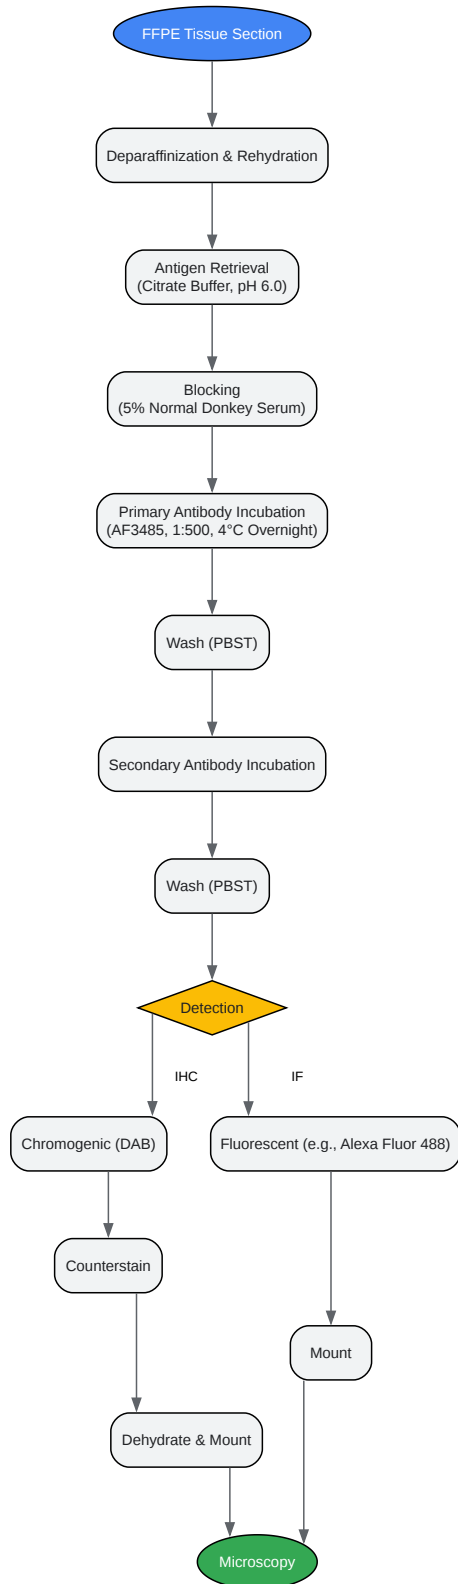 FFPE Tissue Section
Deparaffinization & Rehydration
Antigen Retrieval
(Citrate Buffer, pH 6.0)
Blocking
(5% Normal Donkey Serum)
Primary Antibody Incubation
(AF3485, 1:500, 4°C Overnight)
Wash (PBST)
Secondary Antibody Incubation
Wash (PBST)
Detection
IHC
IF
Chromogenic (DAB)
Fluorescent (e.g., Alexa Fluor 488)
Counterstain
Mount
Dehydrate & Mount
Microscopy